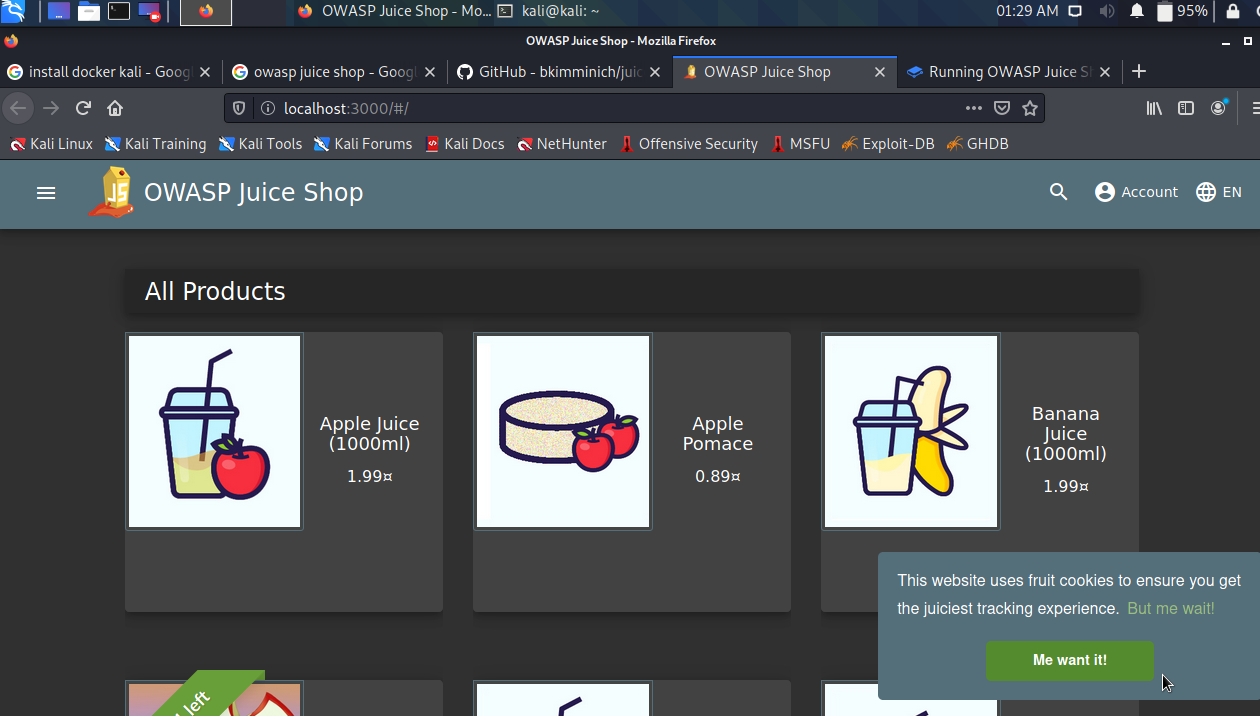 OWASP Juice Shop - Mo...
kali@kali: ~
01:29 AM
95%
OWASP Juice Shop - Mozilla Firefox
install docker kali - Goog
owasp juice shop - Goog
GitHub - bkimminich/juic
OWASP Juice Shop
Running OWASP Juice S
localhost:3000/#/
Kali Linux
Kali Training
Kali Tools
Kali Forums
Kali Docs
NetHunter
Offensive Security
MSFU
Exploit-DB
GHDB
JS
OWASP Juice Shop
Account
EN
All Products
Apple Juice
(1000ml)
1.99¤
Apple
Pomace
0.89¤
Banana
Juice
(1000ml)
1.99¤
This website uses fruit cookies to ensure you get
the juiciest tracking experience. But me wait!
Me want it!
left